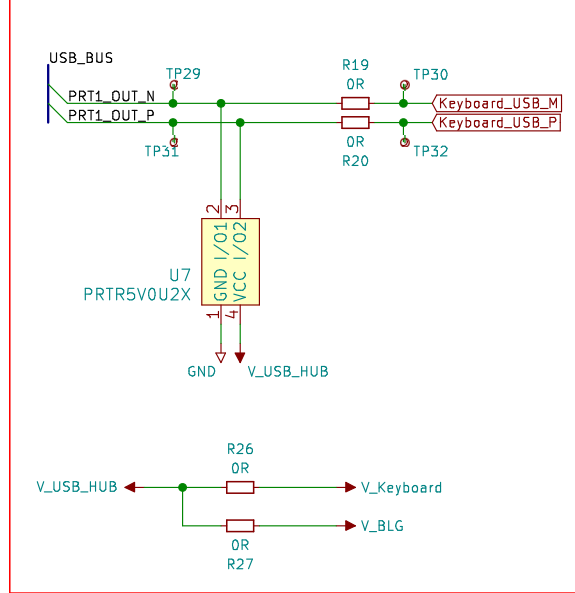 USB_BUS
TP29
R19
0R
TP30
PRT1_OUT_N
Keyboard_USB_M
PRT1_OUT_P
Keyboard_USB_P
TP31
0R
R20
TP32
2
3
GND I/O1
VCC I/O2
U7
PRTR5V0U2X
1
4
GND
V_USB_HUB
R26
0R
V_USB_HUB
V_Keyboard
V_BLG
0R
R27